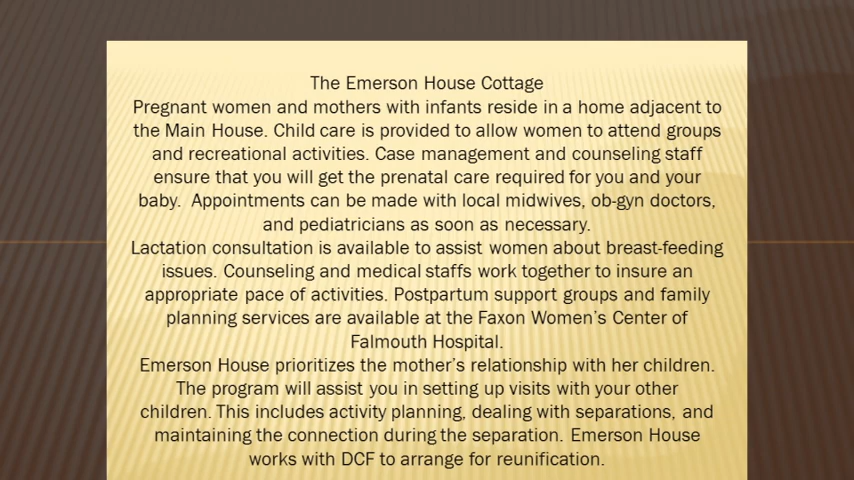 The Emerson House Cottage
Pregnant women and mothers with infants reside in a home adjacent to
the Main House. Child care is provided to allow women to attend groups
and recreational activities. Case management and counseling staff
ensure that you will get the prenatal care required for you and your
baby.  Appointments can be made with local midwives, ob-gyn doctors,
and pediatricians as soon as necessary.
Lactation consultation is available to assist women about breast-feeding
issues. Counseling and medical staffs work together to insure an
appropriate pace of activities. Postpartum support groups and family
planning services are available at the Faxon Women’s Center of
Falmouth Hospital.
Emerson House prioritizes the mother’s relationship with her children.
The program will assist you in setting up visits with your other
children. This includes activity planning, dealing with separations, and
maintaining the connection during the separation. Emerson House
works with DCF to arrange for reunification.